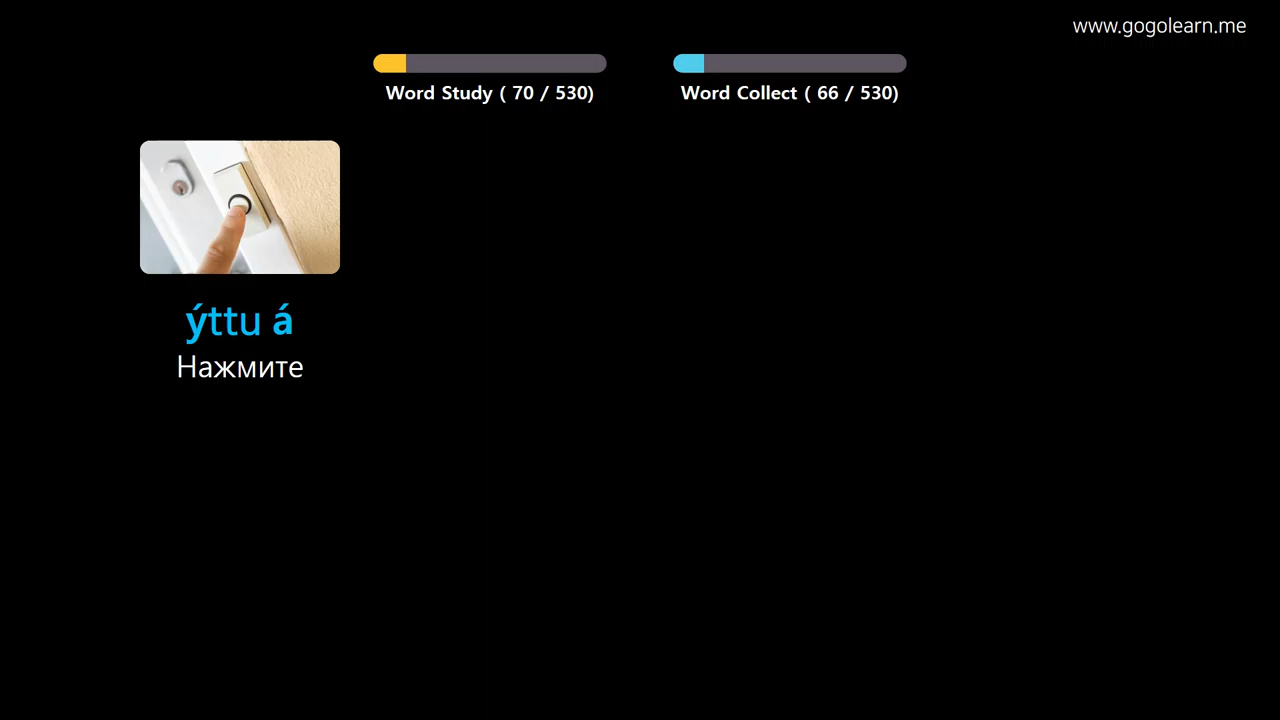 www.gogolearn.me
Word Study ( 70 / 530)
Word Collect ( 66 / 530)
ýttu á
Нажмите